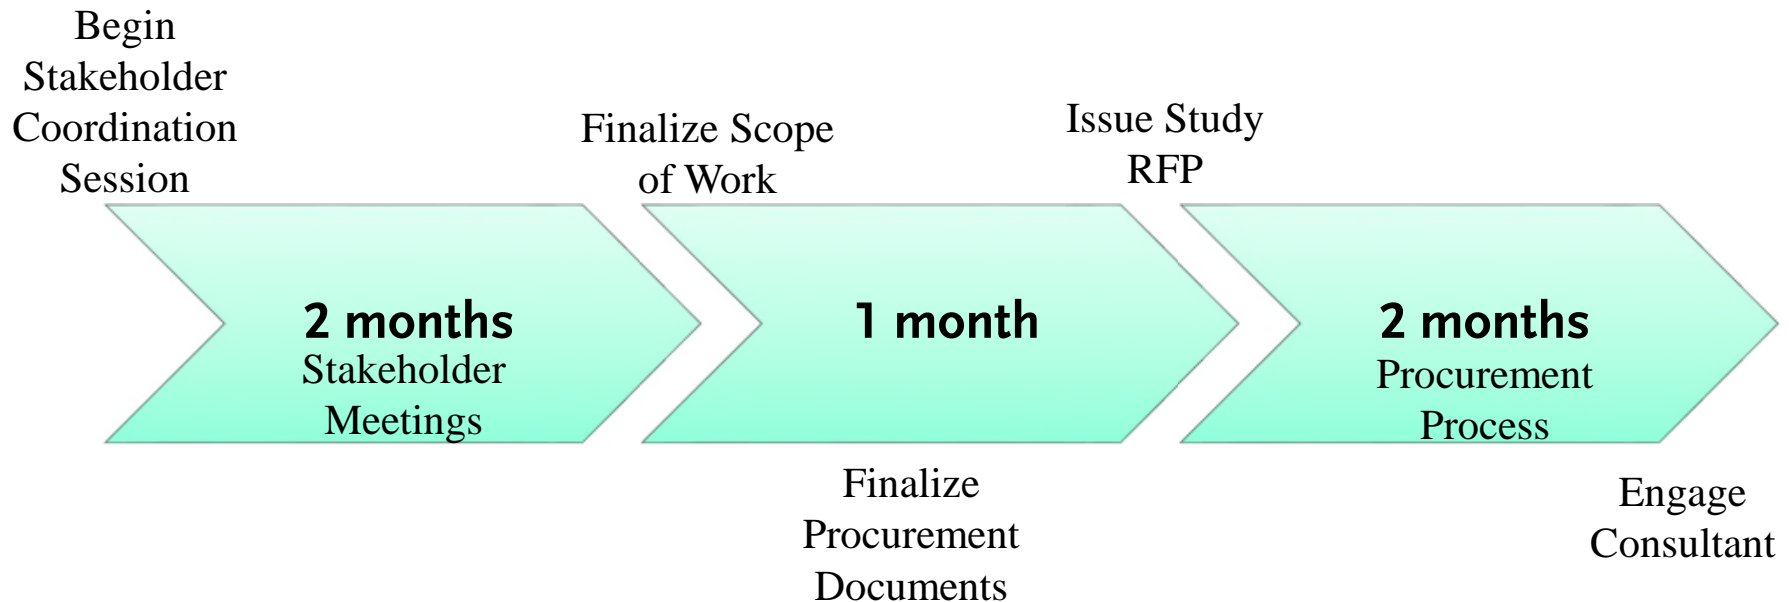 Begin
Stakeholder
Coordination
Session
Finalize Scope
of Work
Issue Study
RFP
2 months
Stakeholder
Meetings
1 month
2 months
Procurement
Process
Finalize
Procurement
Documents
Engage
Consultant